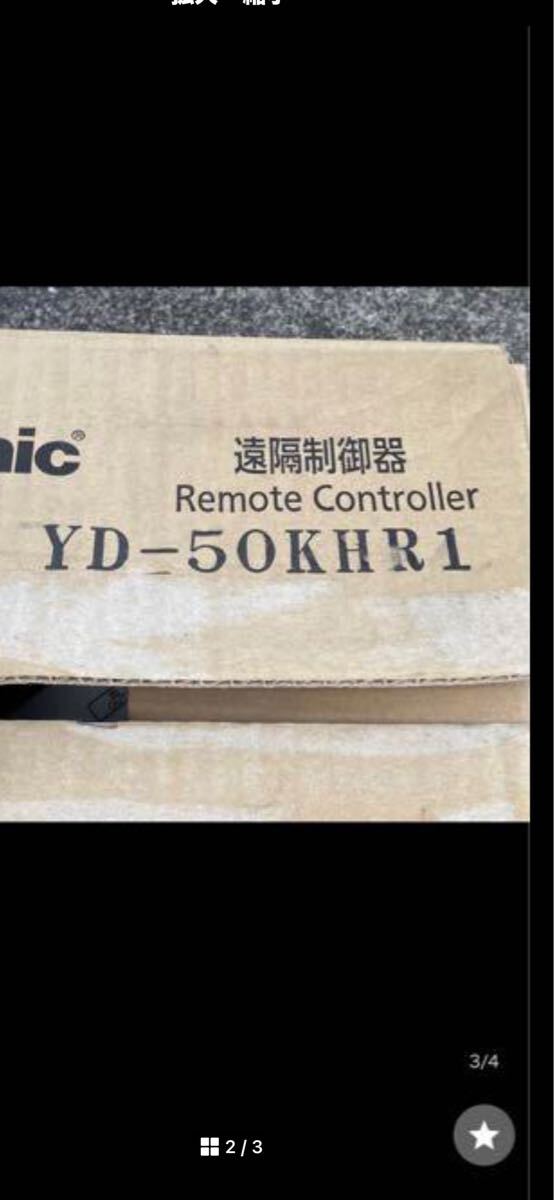 nic®
遠隔制御器
Remote Controller
YD-50KHR1
3/4
2 / 3